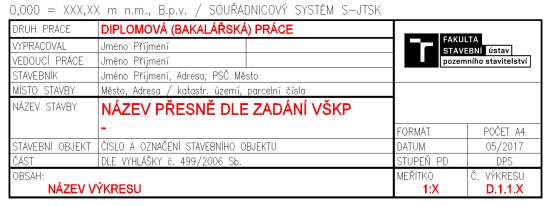 0,000 = XXX,XX m n.m., B.p.v. / SOUŘADNICOVÝ SYSTÉM S-JTSK
DRUH PRÁCE DIPLOMOVÁ (BAKALÁŘSKÁ) PRÁCE
VYPRACOVAL Jméno Příjmení
VEDOUCÍ PRÁCE Jméno Příjmení
STAVEBNÍK Jméno Příjmení, Adresa, PSČ Město
MÍSTO STAVBY Město, Adresa / katastr. území, parcelní čísla
FAKULTA
STAVEBNÍ ústav
pozemního stavitelství
NÁZEV STAVBY NÁZEV PŘESNĚ DLE ZADÁNÍ VŠKP
-
FORMÁT POČET A4
STAVEBNÍ OBJEKT ČÍSLO A OZNAČENÍ STAVEBNÍHO OBJEKTU DATUM 05/2017
ČÁST DLE VYHLÁŠKY č. 499/2006 Sb. STUPEŇ PD DPS
OBSAH: MEŘÍTKO Č. VÝKRESU
NÁZEV VÝKRESU 1:X D.1.1.X